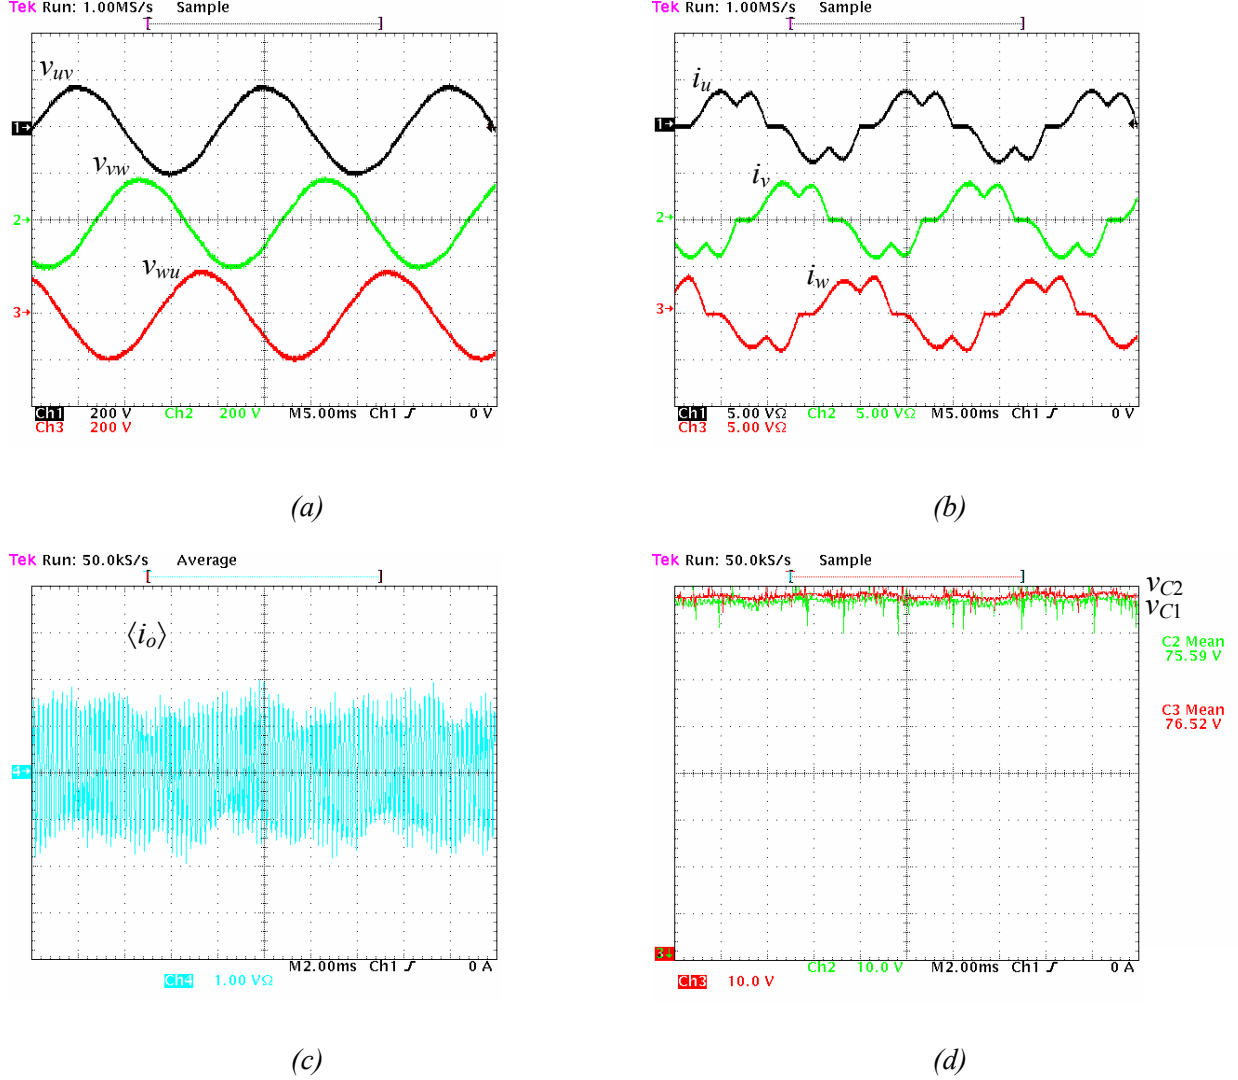 Tek Run: 1.00MS/s Sample
v_uv
1→
v_vw
2→
v_wu
3→
Ch1 200 V Ch2 200 V M5.00ms Ch1 0 V
Ch3 200 V
(a)
Tek Run: 1.00MS/s Sample
i_u
1→
i_v
2→
i_w
3→
Ch1 5.00 VΩ Ch2 5.00 VΩ M5.00ms Ch1 0 V
Ch3 5.00 VΩ
(b)
Tek Run: 50.0kS/s Average
⟨i_o⟩
4→
M2.00ms Ch1 0 A
Ch4 1.00 VΩ
(c)
Tek Run: 50.0kS/s Sample
v_C2
v_C1
C2 Mean
75.59 V
C3 Mean
76.52 V
3
Ch2 10.0 V M2.00ms Ch1 0 A
Ch3 10.0 V
(d)